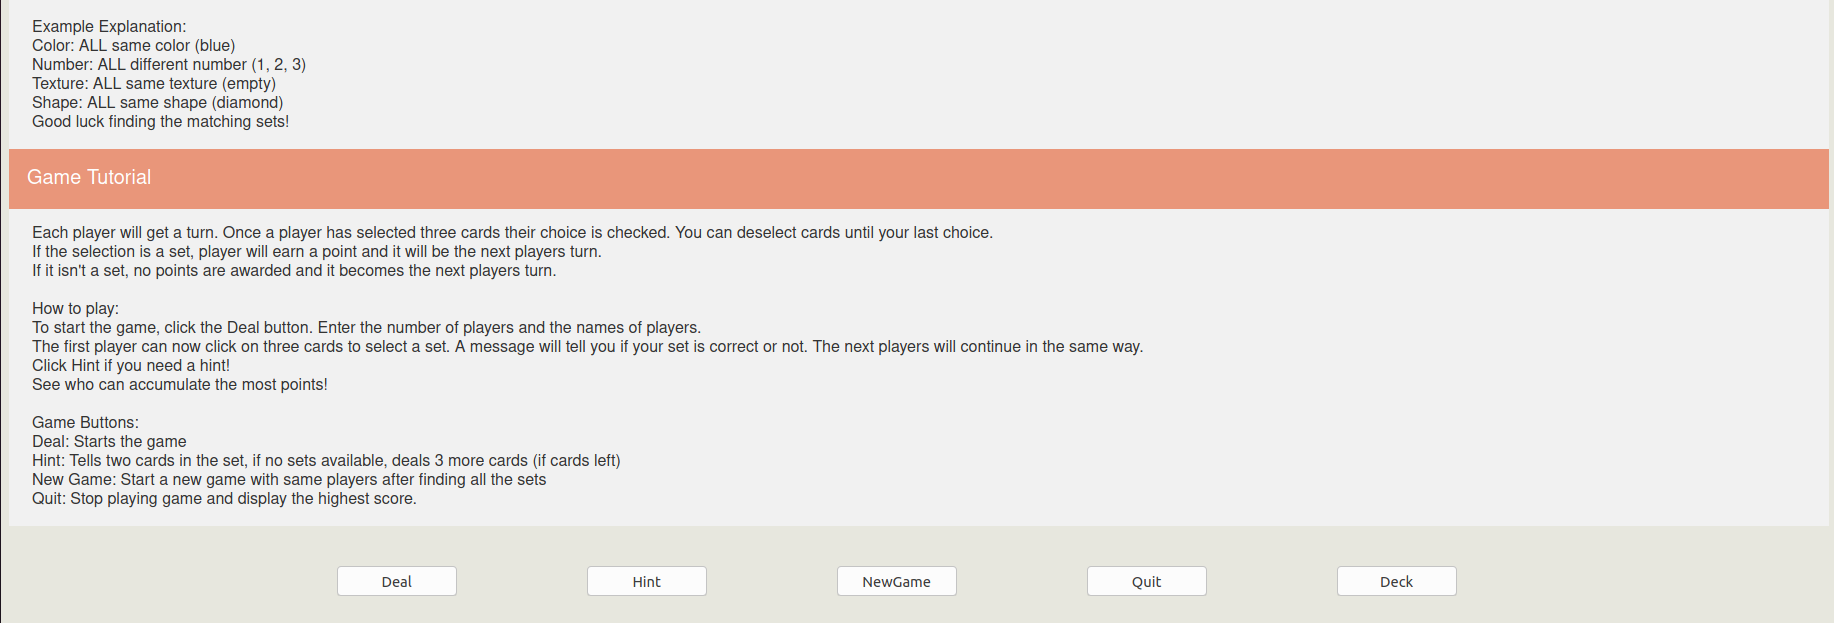 Example Explanation:
Color: ALL same color (blue)
Number: ALL different number (1, 2, 3)
Texture: ALL same texture (empty)
Shape: ALL same shape (diamond)
Good luck finding the matching sets!
Game Tutorial
Each player will get a turn. Once a player has selected three cards their choice is checked. You can deselect cards until your last choice.
If the selection is a set, player will earn a point and it will be the next players turn.
If it isn't a set, no points are awarded and it becomes the next players turn.
How to play:
To start the game, click the Deal button. Enter the number of players and the names of players.
The first player can now click on three cards to select a set. A message will tell you if your set is correct or not. The next players will continue in the same way.
Click Hint if you need a hint!
See who can accumulate the most points!
Game Buttons:
Deal: Starts the game
Hint: Tells two cards in the set, if no sets available, deals 3 more cards (if cards left)
New Game: Start a new game with same players after finding all the sets
Quit: Stop playing game and display the highest score.
Deal Hint NewGame Quit Deck